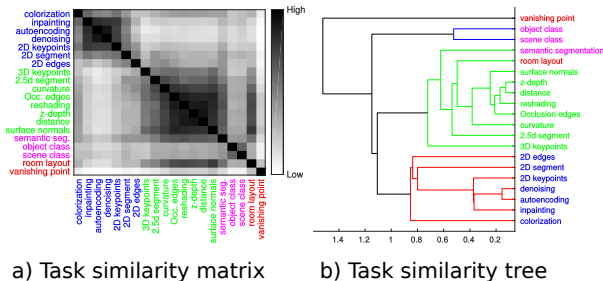 colorization
inpainting
autoencoding
denoising
2D keypoints
2D segment
2D edges
3D keypoints
2.5d segment
curvature
Occ. edges
reshading
z-depth
distance
surface normals
semantic seg.
object class
scene class
room layout
vanishing point
colorization
inpainting
autoencoding
denoising
2D keypoints
2D segment
2D edges
3D keypoints
2.5d segment
curvature
Occ. edges
reshading
z-depth
distance
surface normals
semantic seg.
object class
scene class
room layout
vanishing point
High
Low
a) Task similarity matrix
vanishing point
object class
scene class
semantic segmentation
room layout
surface normals
z-depth
distance
reshading
Occlusion edges
curvature
2.5d segment
3D keypoints
2D edges
2D segment
2D keypoints
denoising
autoencoding
inpainting
colorization
1.4 1.2 1 0.8 0.6 0.4 0.2
b) Task similarity tree